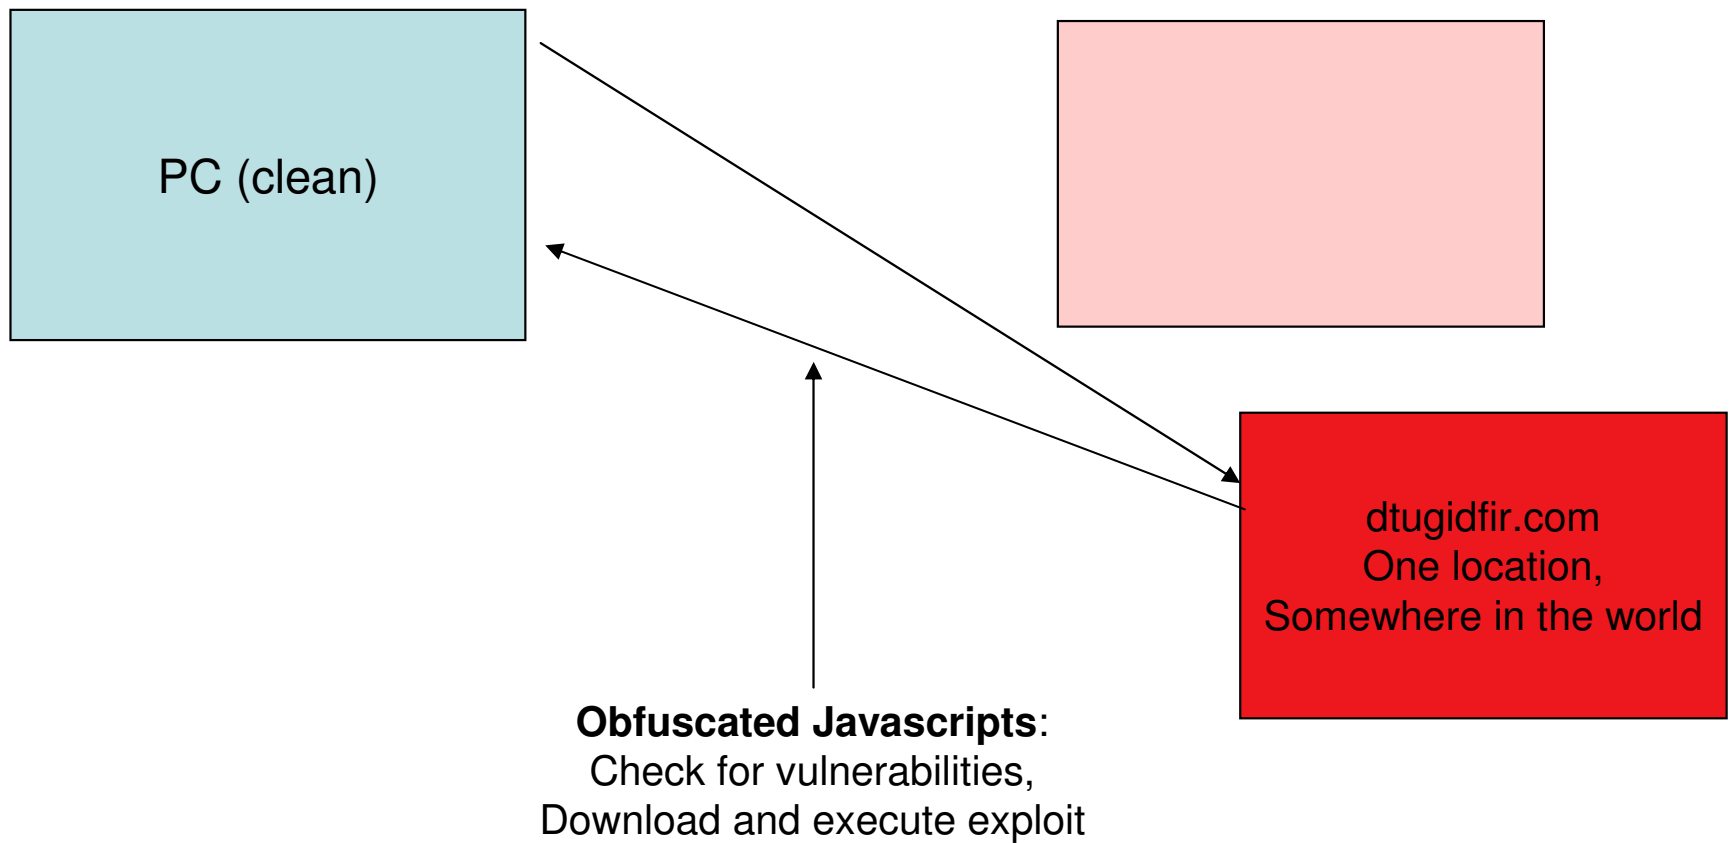 PC (clean)
dtugidfir.com
One location,
Somewhere in the world
Obfuscated Javascripts:
Check for vulnerabilities,
Download and execute exploit